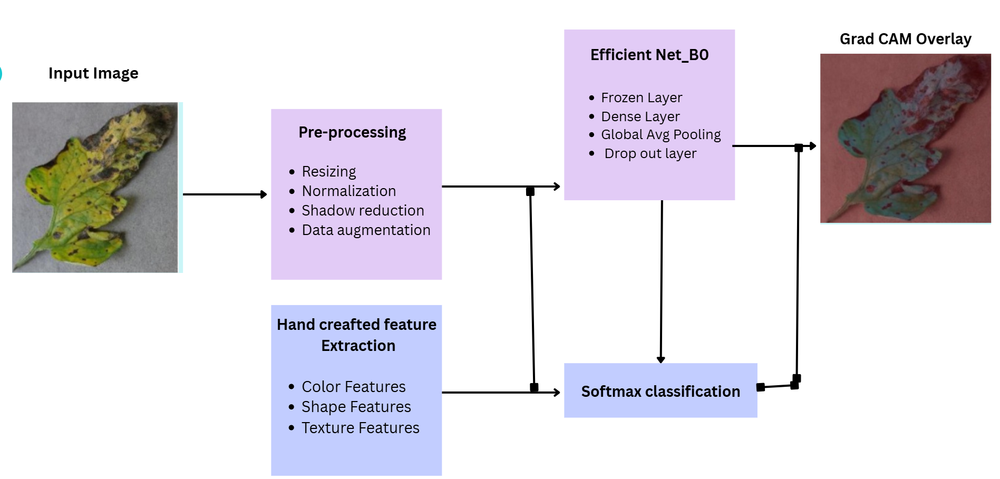 Input Image
Pre-processing
• Resizing
• Normalization
• Shadow reduction
• Data augmentation
Hand creafted feature
Extraction
• Color Features
• Shape Features
• Texture Features
Efficient Net_B0
• Frozen Layer
• Dense Layer
• Global Avg Pooling
• Drop out layer
Softmax classification
Grad CAM Overlay